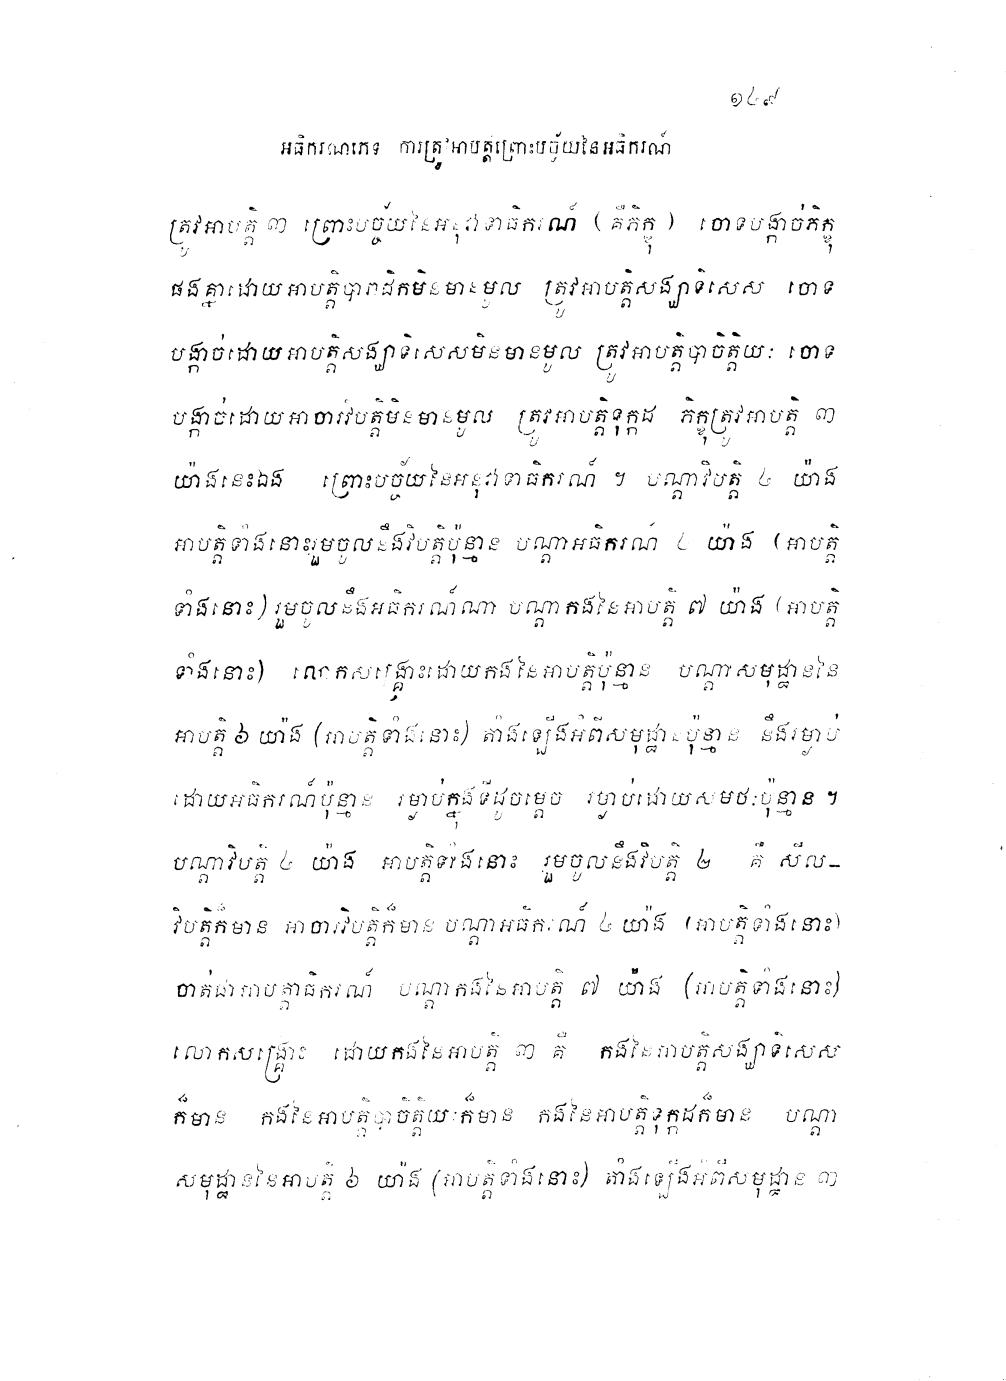 ១៤៩
អធិករណភេទ ការត្រូវអាបត្តិព្រោះបច្ច័យនៃអធិករណ៍
ត្រូវអាបត្តិ ៣ ព្រោះបច្ច័យនៃអនុវាទាធិករណ៍ ( គឺភិក្ខុ ) ចោទបង្កាច់ភិក្ខុ
ផងគ្នាដោយអាបត្តិបារាជិកមិនមានមូល ត្រូវអាបត្តិសង្ឃាទិសេស ចោទ
បង្កាច់ដោយអាបត្តិសង្ឃាទិសេសមិនមានមូល ត្រូវអាបត្តិបាចិត្តិយៈ ចោទ
បង្កាច់ដោយអាចារវិបត្តិមិនមានមូល ត្រូវអាបត្តិទុក្កដ ភិក្ខុត្រូវអាបត្តិ ៣
យ៉ាងនេះឯង ព្រោះបច្ច័យនៃអនុវាទាធិករណ៍ ។ បណ្តាវិបត្តិ ៤ យ៉ាង
អាបត្តិទាំងនោះរួមចូលនឹងវិបត្តិប៉ុន្មាន បណ្តាអធិករណ៍ ៤ យ៉ាង (អាបត្តិ
ទាំងនោះ) រួមចូលនឹងអធិករណ៍ណា បណ្តាកងនៃអាបត្តិ ៧ យ៉ាង (អាបត្តិ
ទាំងនោះ) លោកសង្គ្រោះដោយកងនៃអាបត្តិប៉ុន្មាន បណ្តាសមុដ្ឋាននៃ
អាបត្តិ ៦ យ៉ាង (អាបត្តិទាំងនោះ) តាំងឡើងអំពីសមុដ្ឋានប៉ុន្មាន នឹងរម្ងាប់
ដោយអធិករណ៍ប៉ុន្មាន រម្ងាប់ក្នុងទីដូចម្តេច រម្ងាប់ដោយសមថៈប៉ុន្មាន ។
បណ្តាវិបត្តិ ៤ យ៉ាង អាបត្តិទាំងនោះ រួមចូលនឹងវិបត្តិ ២ គឺ សីល–
វិបត្តិក៏មាន អាចារវិបត្តិក៏មាន បណ្តាអធិករណ៍ ៤ យ៉ាង (អាបត្តិទាំងនោះ)
ចាត់ជាអាបត្តាធិករណ៍ បណ្តាកងនៃអាបត្តិ ៧ យ៉ាង (អាបត្តិទាំងនោះ)
លោកសង្គ្រោះ ដោយកងនៃអាបត្តិ ៣ គឺ កងនៃអាបត្តិសង្ឃាទិសេស
ក៏មាន កងនៃអាបត្តិបាចិត្តិយៈក៏មាន កងនៃអាបត្តិទុក្កដក៏មាន បណ្តា
សមុដ្ឋាននៃអាបត្តិ ៦ យ៉ាង (អាបត្តិទាំងនោះ) តាំងឡើងអំពីសមុដ្ឋាន ៣